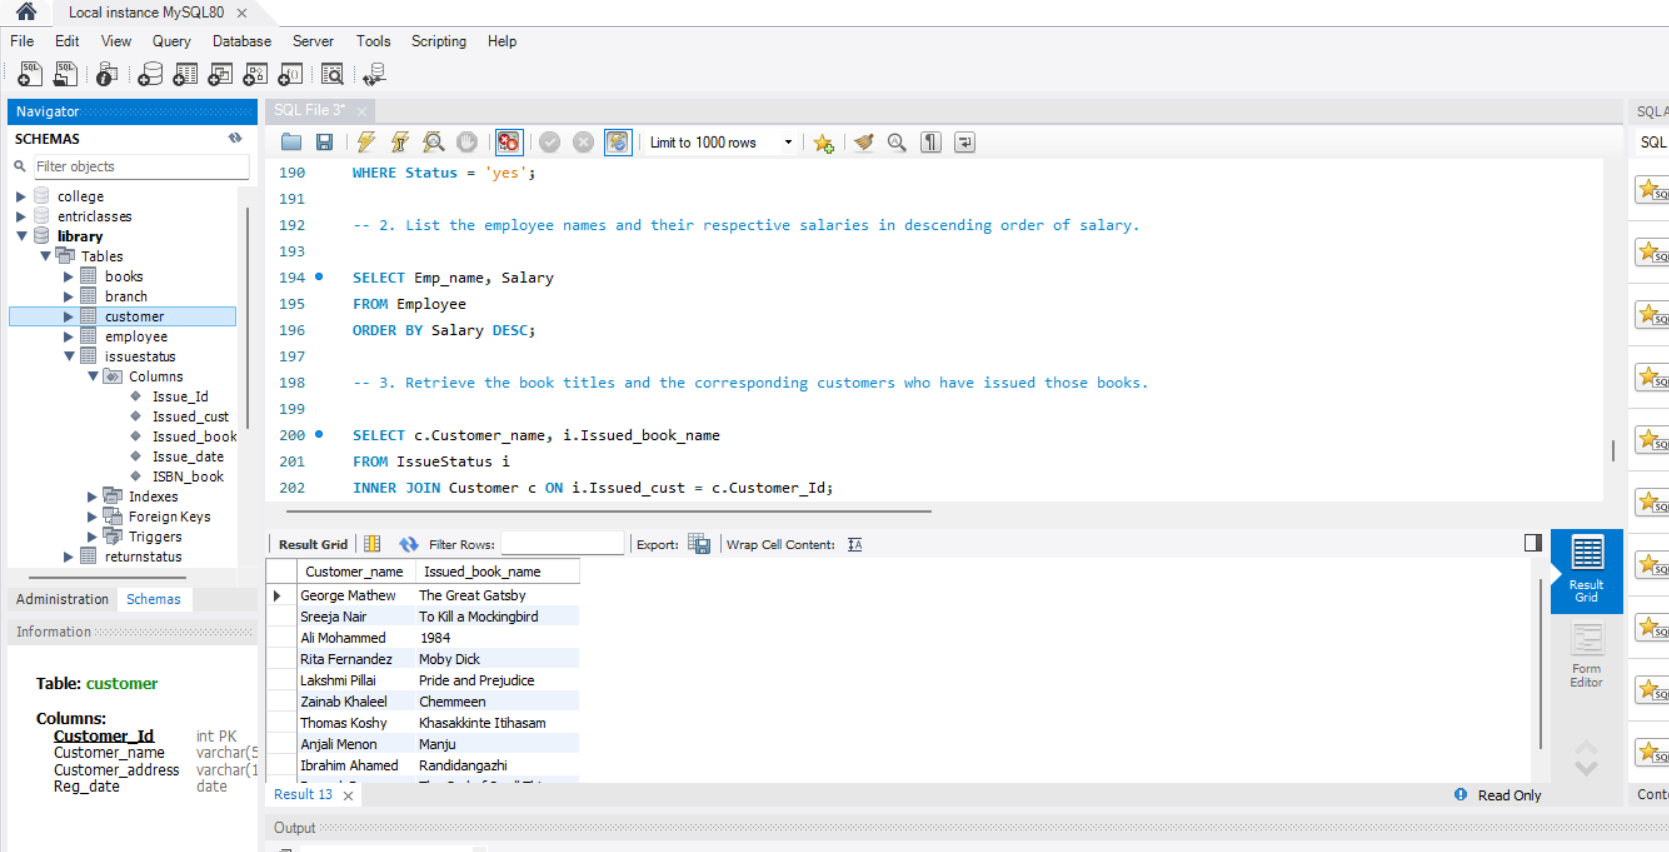 Local instance MySQL80
File Edit View Query Database Server Tools Scripting Help
Navigator
SCHEMAS
Filter objects
college
entriclasses
library
Tables
books
branch
customer
employee
issuestatus
Columns
Issue_Id
Issued_cust
Issued_book
Issue_date
ISBN_book
Indexes
Foreign Keys
Triggers
returnstatus
Administration Schemas
Information
Table: customer
Columns:
Customer_Id int PK
Customer_name varchar(5
Customer_address varchar(1
Reg_date date
SQL File 3*
Limit to 1000 rows
190 WHERE Status = 'yes';
191
192 -- 2. List the employee names and their respective salaries in descending order of salary.
193
194 SELECT Emp_name, Salary
195 FROM Employee
196 ORDER BY Salary DESC;
197
198 -- 3. Retrieve the book titles and the corresponding customers who have issued those books.
199
200 SELECT c.Customer_name, i.Issued_book_name
201 FROM IssueStatus i
202 INNER JOIN Customer c ON i.Issued_cust = c.Customer_Id;
Result Grid Filter Rows: Export: Wrap Cell Content:
Customer_name Issued_book_name
George Mathew The Great Gatsby
Sreeja Nair To Kill a Mockingbird
Ali Mohammed 1984
Rita Fernandez Moby Dick
Lakshmi Pillai Pride and Prejudice
Zainab Khaleel Chemmeen
Thomas Koshy Khasakkinte Itihasam
Anjali Menon Manju
Ibrahim Ahamed Randidangazhi
Result 13
Read Only
Output
Result
Grid
Form
Editor
SQLA
SQL
Conte